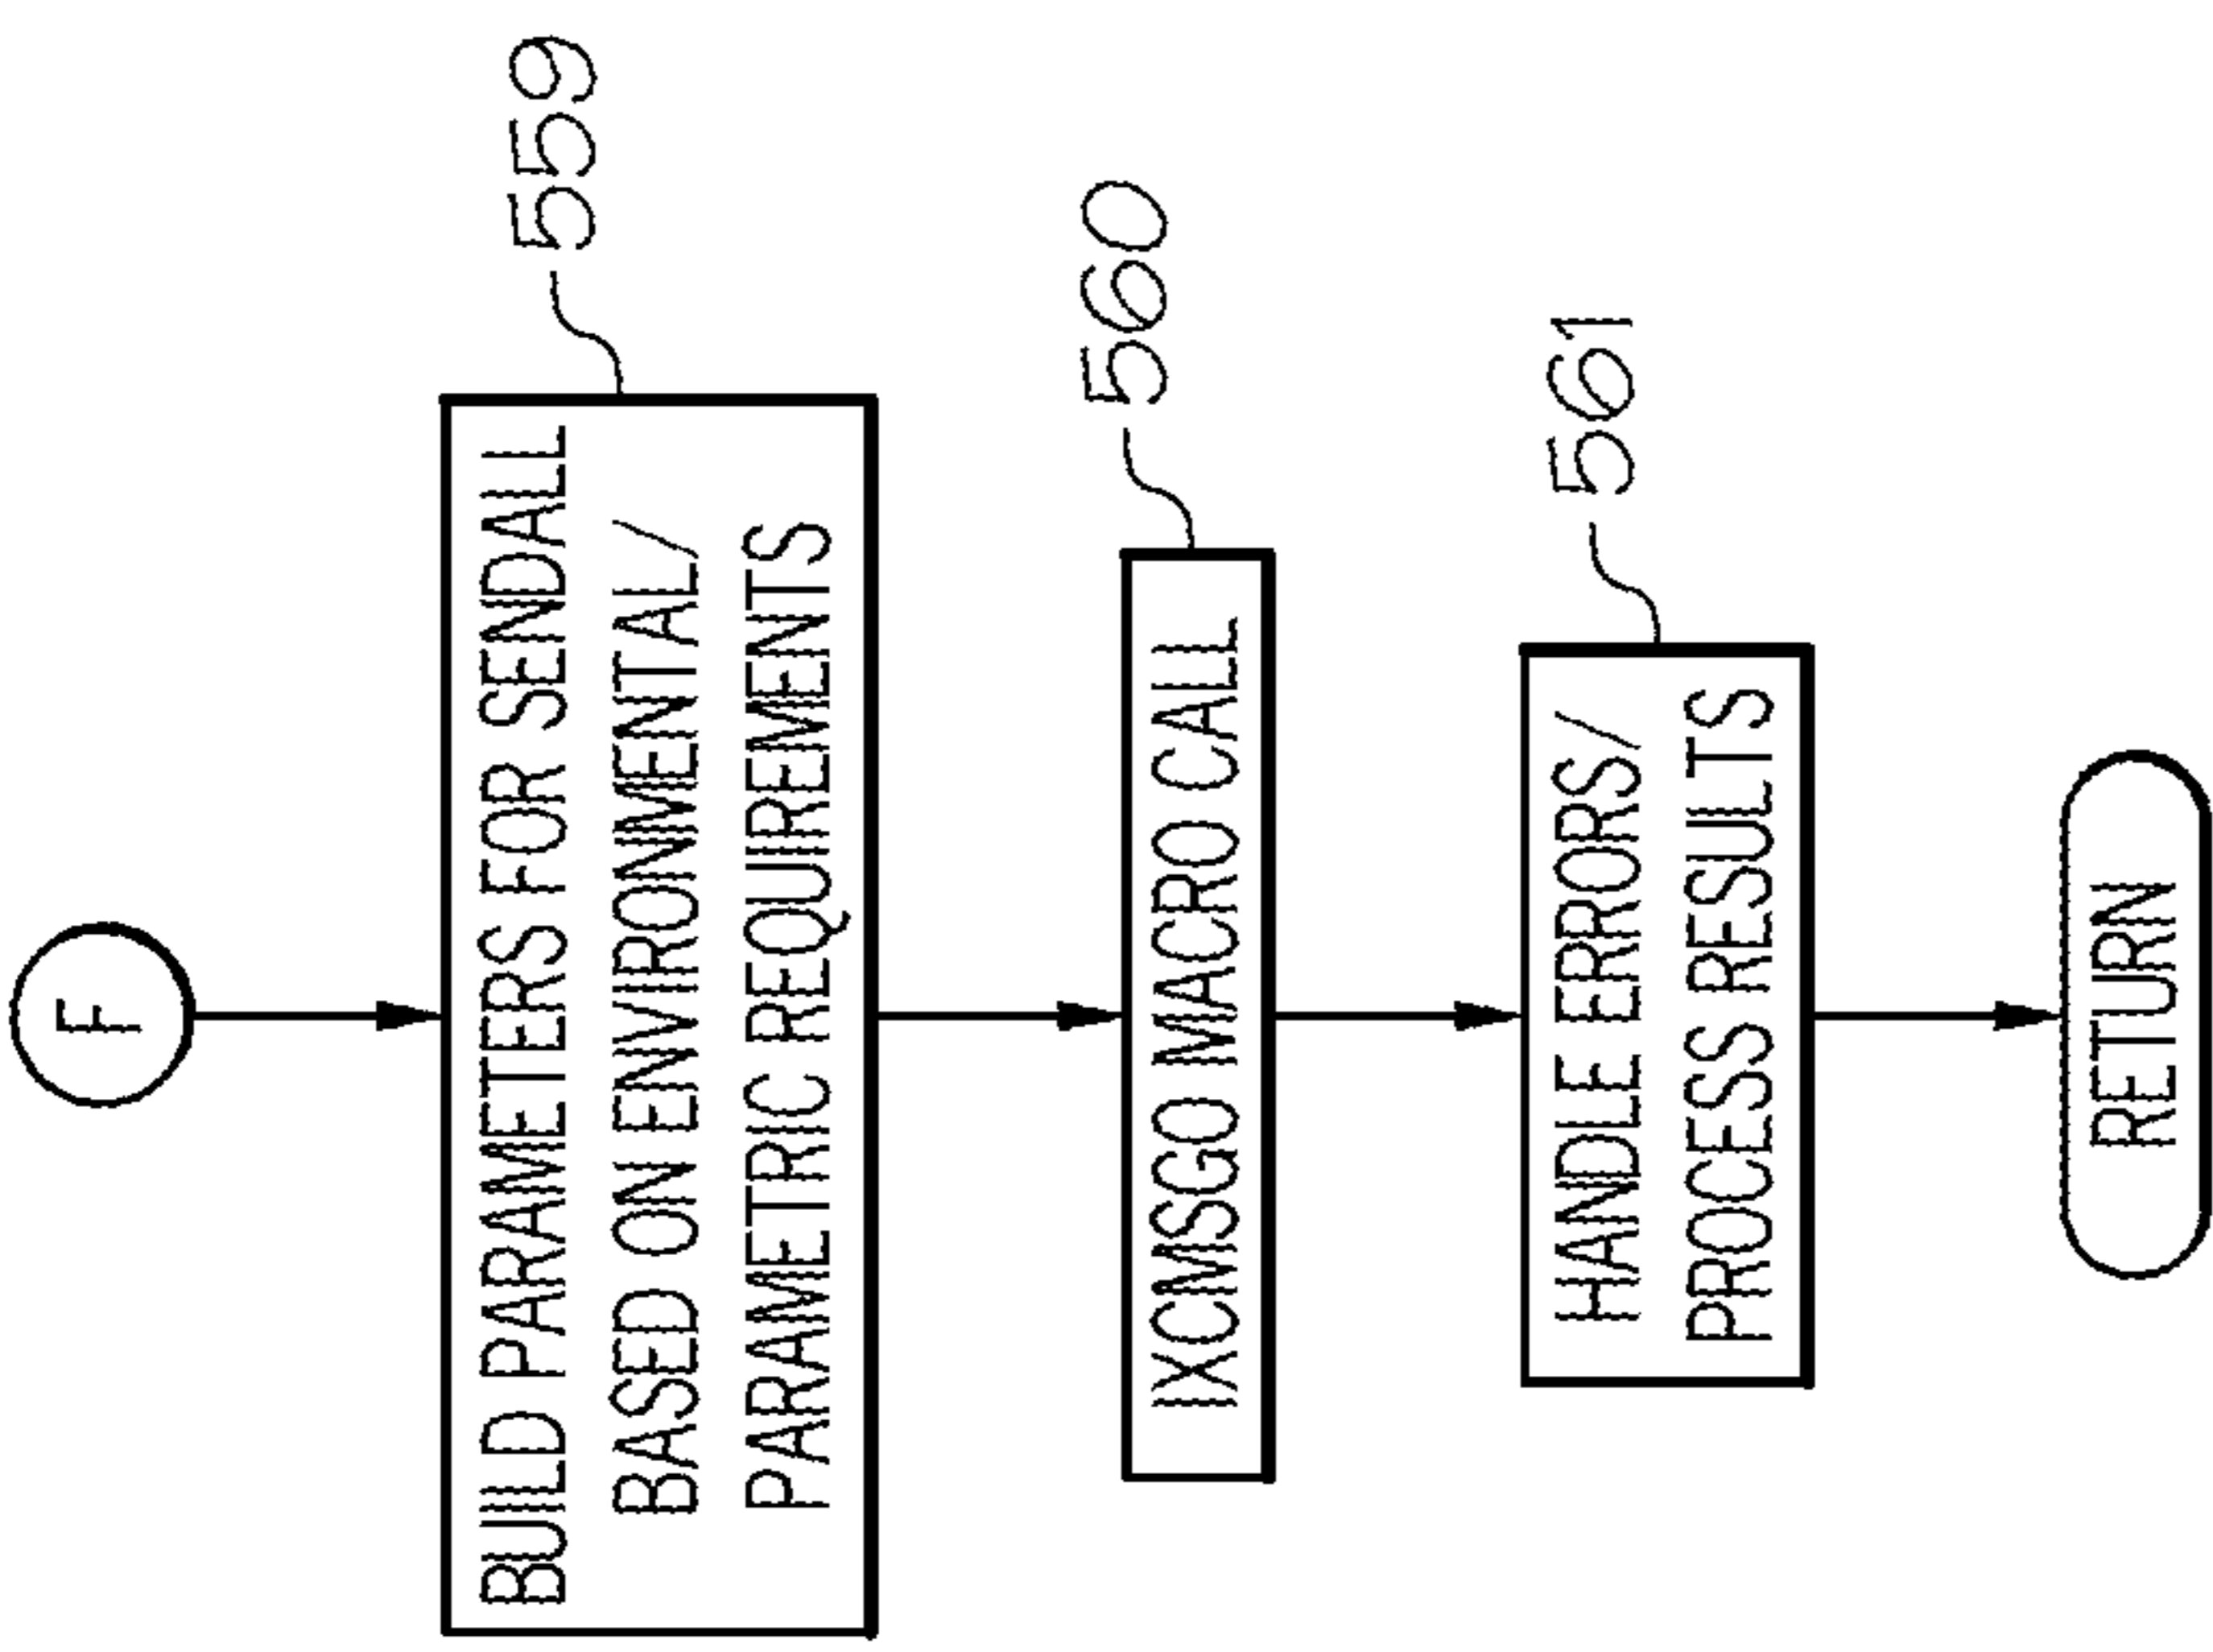 F
559
BUILD PARAMETERS FOR SENDALL
BASED ON ENVIRONMENTAL/
PARAMETRIC REQUIREMENTS
560
IXCMSGO MACRO CALL
561
HANDLE ERRORS/
PROCESS RESULTS
RETURN